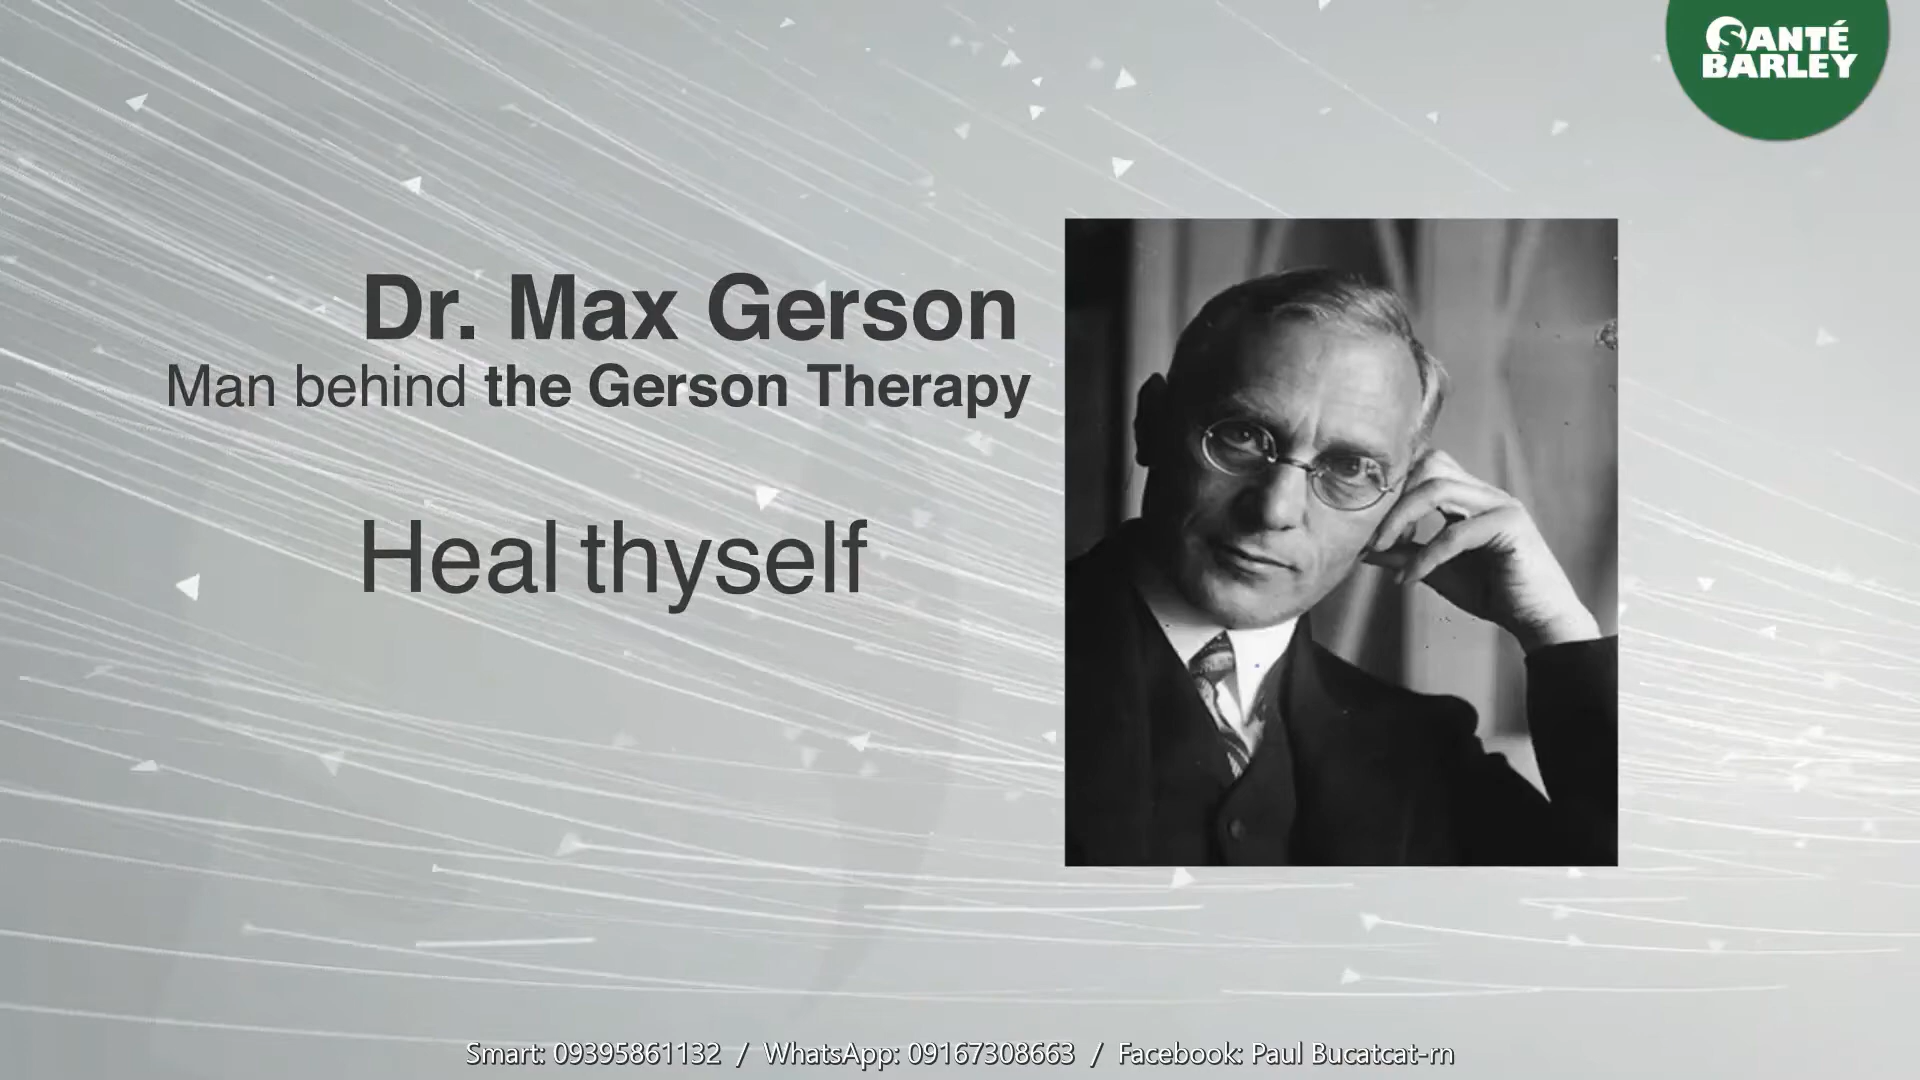 SANTÉ
BARLEY
Dr. Max Gerson
Man behind the Gerson Therapy
Heal thyself
Smart: 09395861132 / WhatsApp: 09167308663 / Facebook: Paul Bucatcat-rn